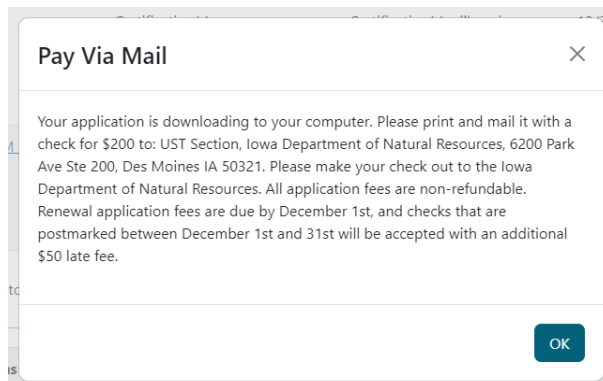 Pay Via Mail
Your application is downloading to your computer. Please print and mail it with a
check for $200 to: UST Section, Iowa Department of Natural Resources, 6200 Park
Ave Ste 200, Des Moines IA 50321. Please make your check out to the Iowa
Department of Natural Resources. All application fees are non-refundable.
Renewal application fees are due by December 1st, and checks that are
postmarked between December 1st and 31st will be accepted with an additional
$50 late fee.
OK